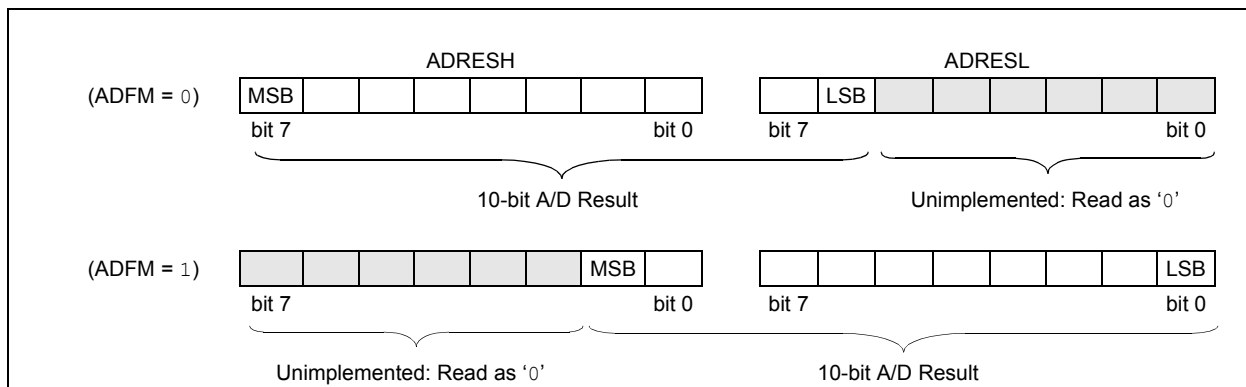 ADRESH ADRESL
(ADFM = 0) MSB LSB
bit 7 bit 0 bit 7 bit 0
10-bit A/D Result Unimplemented: Read as ‘0’
(ADFM = 1) MSB LSB
bit 7 bit 0 bit 7 bit 0
Unimplemented: Read as ‘0’ 10-bit A/D Result